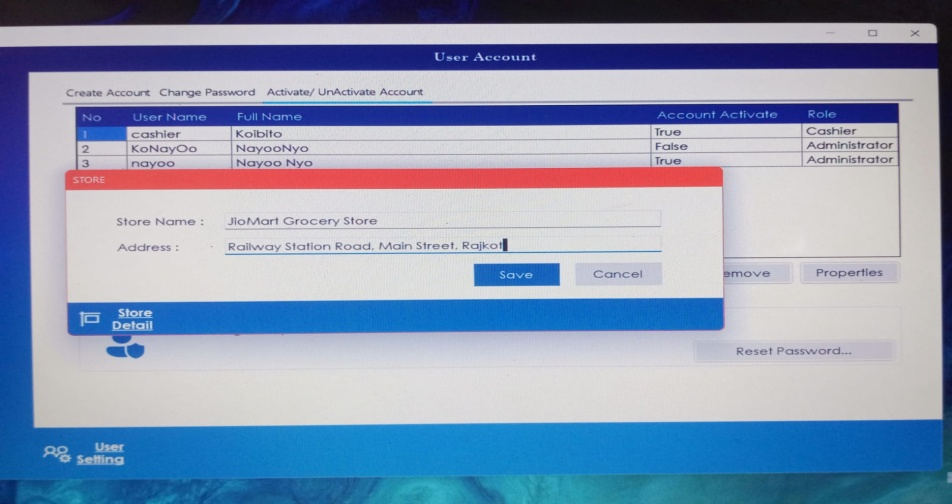 User Account
Create Account Change Password Activate/ UnActivate Account
No User Name Full Name Account Activate Role
1 cashier Koibito True Cashier
2 KoNayOo NayooNyo False Administrator
3 nayoo Nayoo Nyo True Administrator
STORE
Store Name : JioMart Grocery Store
Address : Railway Station Road, Main Street, Rajkot
Save Cancel
emove Properties
Store
Detail
Reset Password...
User
Setting